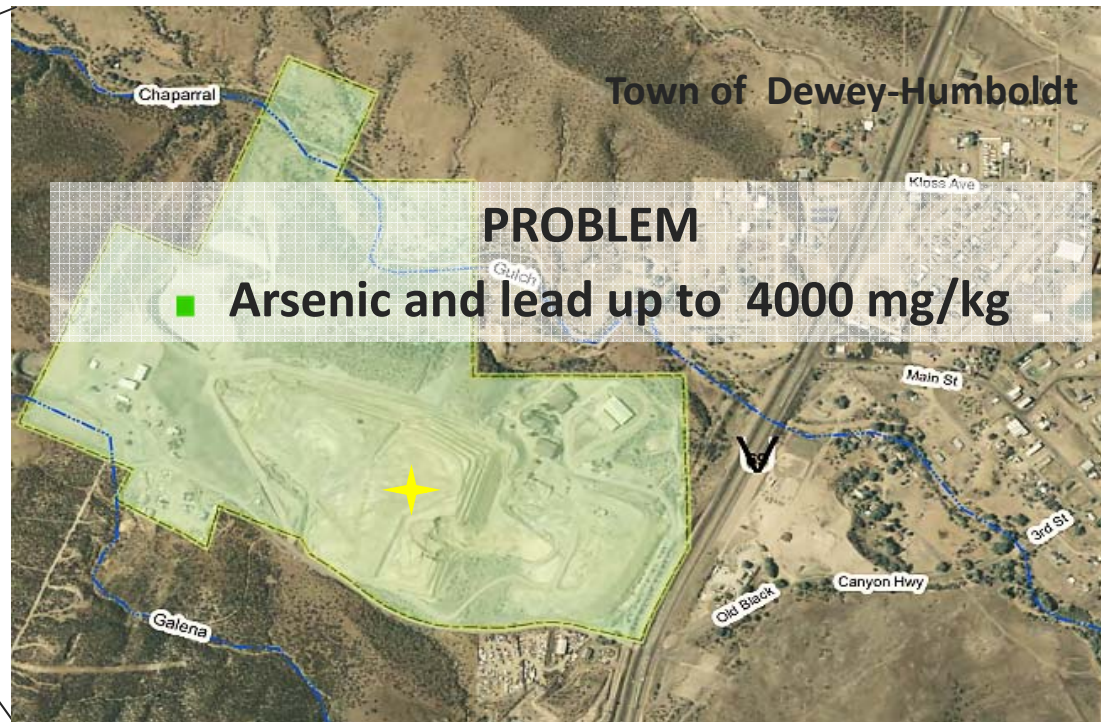 Chaparral
Town of Dewey-Humboldt
Kloss Ave
PROBLEM
Gulch
Arsenic and lead up to 4000 mg/kg
Main St
3rd St
Canyon Hwy
Old Black
Galena